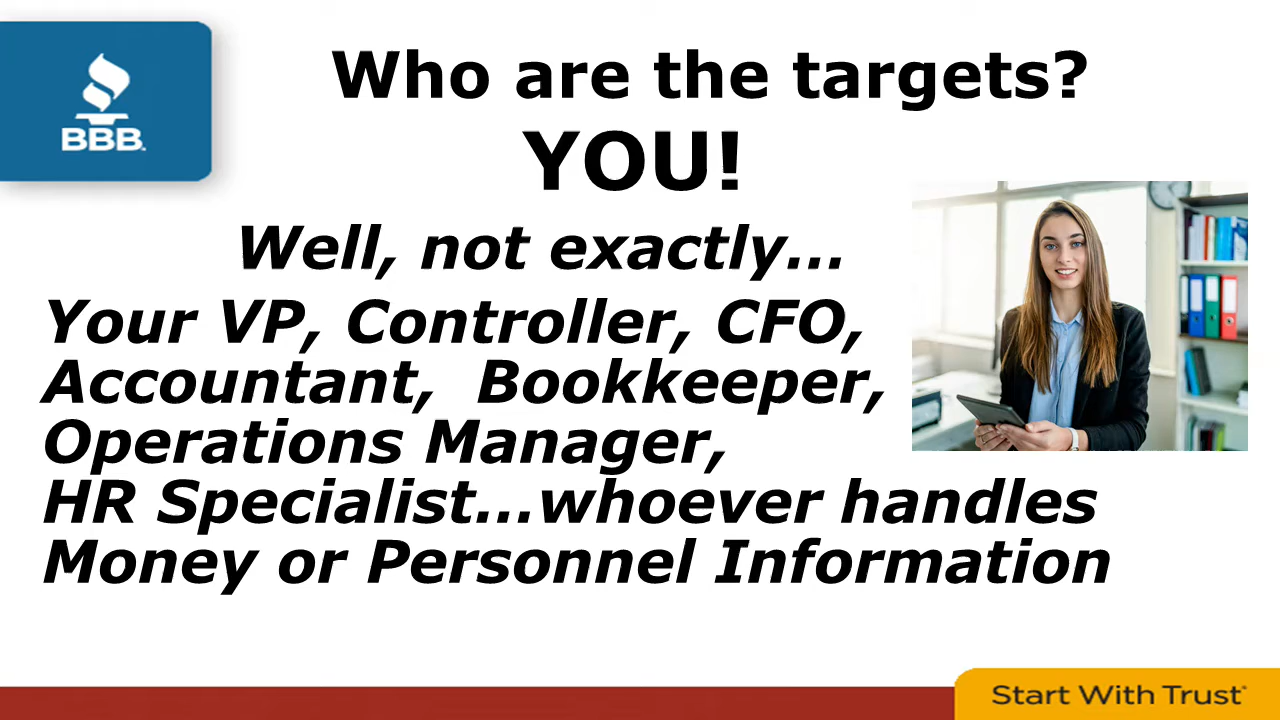 BBB.
Who are the targets?
YOU!
Well, not exactly...
Your VP, Controller, CFO,
Accountant,  Bookkeeper,
Operations Manager,
HR Specialist...whoever handles
Money or Personnel Information
Start With Trust®